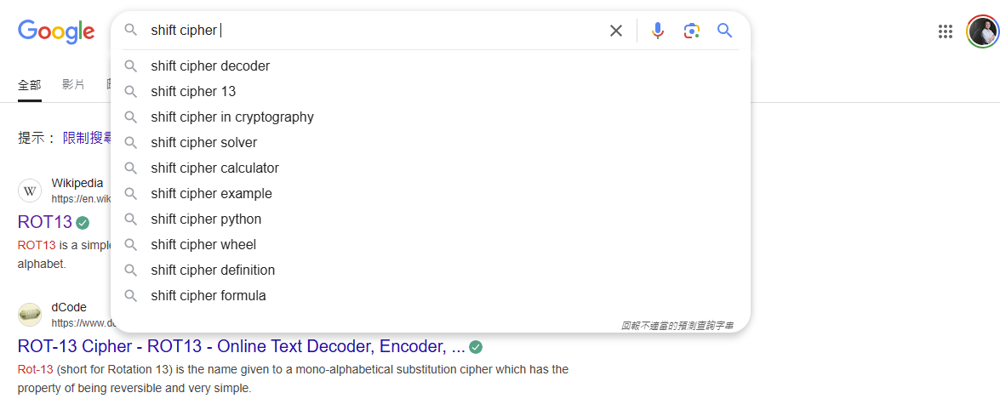 Google
shift cipher
shift cipher decoder
shift cipher 13
shift cipher in cryptography
shift cipher solver
shift cipher calculator
shift cipher example
shift cipher python
shift cipher wheel
shift cipher definition
shift cipher formula
回報不適當的預測查詢字串
全部 影片
提示： 限制搜尋
W
Wikipedia
https://en.wik
ROT13
ROT13 is a simple
alphabet.
dCode
https://www.dc
ROT-13 Cipher - ROT13 - Online Text Decoder, Encoder, ...
Rot-13 (short for Rotation 13) is the name given to a mono-alphabetical substitution cipher which has the
property of being reversible and very simple.